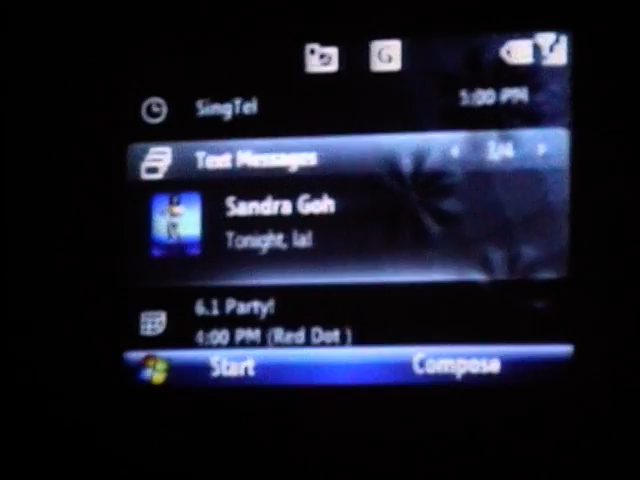 G
SingTel 5:00 PM
Text Messages 1/4
Sandra Goh
Tonight, la!
6.1 Party!
4:00 PM (Red Dot )
Start Compose